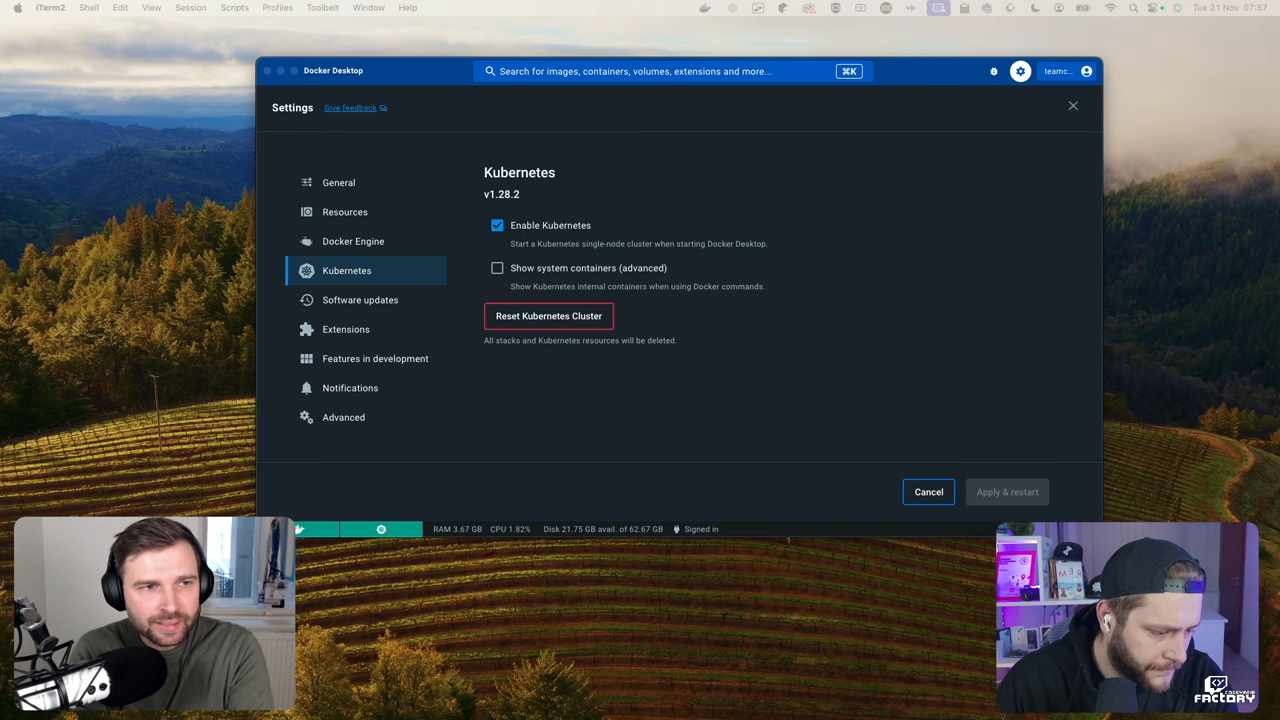 iTerm2 Shell Edit View Session Scripts Profiles Toolbelt Window Help Tue 21 Nov 07:57
Docker Desktop
Search for images, containers, volumes, extensions and more...
⌘K
teamc...
Settings
Give feedback
General
Resources
Docker Engine
Kubernetes
Software updates
Extensions
Features in development
Notifications
Advanced
Kubernetes
v1.28.2
Enable Kubernetes
Start a Kubernetes single-node cluster when starting Docker Desktop.
Show system containers (advanced)
Show Kubernetes internal containers when using Docker commands.
Reset Kubernetes Cluster
All stacks and Kubernetes resources will be deleted.
Cancel
Apply & restart
RAM 3.67 GB CPU 1.82% Disk 21.75 GB avail. of 62.67 GB Signed in
FACTORY